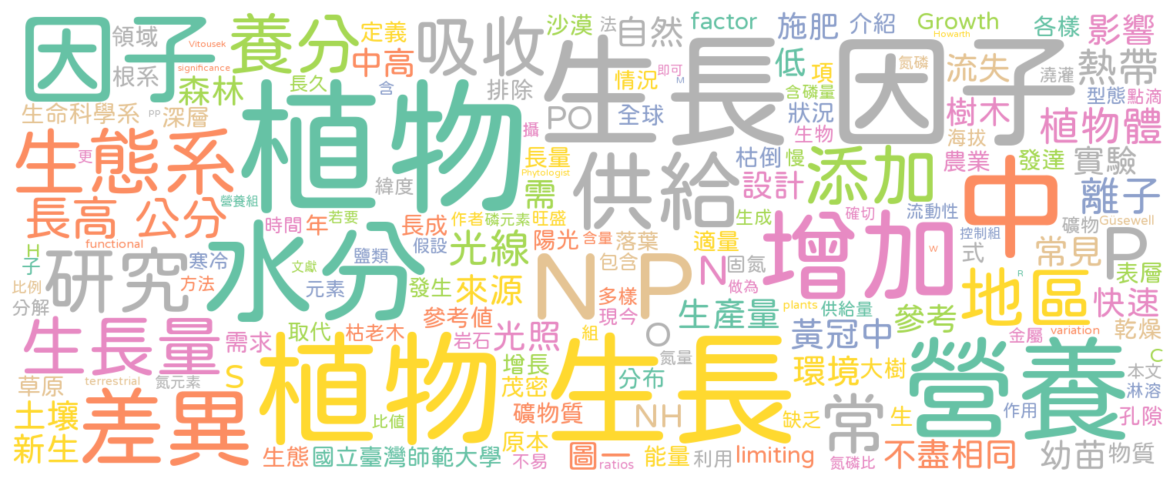 因子
領域
Vitousek
養分
定義
吸收
沙漠
法
自然
factor
施肥
介紹
Growth
Howarth
各樣
影響
根系
significance
森林
中高
長久
含
排除
生長
情況
即可
M
低
項
含磷量
氮磷
流失
澆灌
熱帶
生命科學系
PP
深層
植物
攝
PO
全球
狀況
生物
因子
樹木
海拔
型態
點滴
植物體
生態系
更
營養組
緯度
長量
Phytologist
需
供給
枯倒
慢
設計
添加
農業
發達
實驗
中
離子
長高
公分
時間
年
若要
長成
作者
磷元素
旺盛
生成
確切
流動性
控制組
礦物
Güsewell
H
子
functional
研究
寒冷
方法
水分
鹽類
假設
光線
陽光
含量
落葉
包含
適量
增加
W
式
常見
P
比例
分解
文獻
元素
發生
來源
N
P
多樣
現今
N
固氮
做為
R
地區
表層
快速
生長量
需求
取代
枯老木
參考值
岩石
光照
組
O
氮量
生產量
plants
供給量
黃冠中
參考
金屬
variation
乾燥
草原
terrestrial
氮元素
S
植物
比值
增長
茂密
分布
生長
環境
大樹
營養
C
本文
淋溶
土壤
新生
差異
生態
國立臺灣師範大學
礦物質
原本
不易
圖一
ratios
NH
能量
利用
limiting
缺乏
氮磷比
常
生
不盡相同
作用
幼苗
孔隙
物質